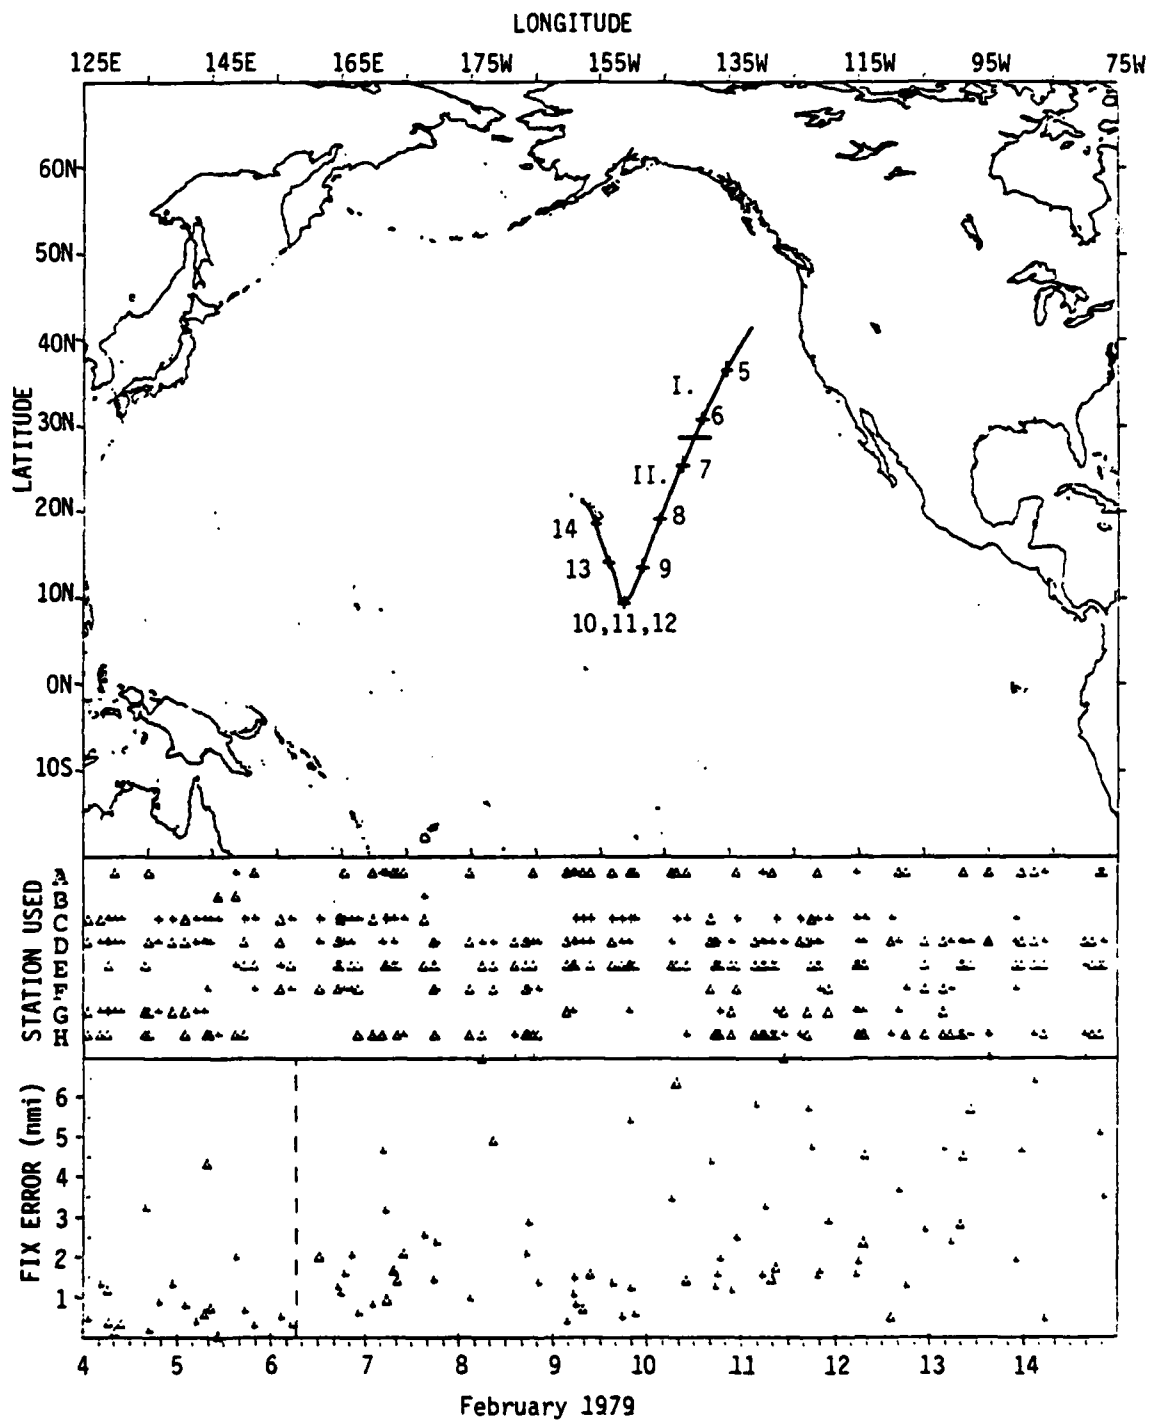 LONGITUDE
125E 145E 165E 175W 155W 135W 115W 95W 75W
LATITUDE
60N
50N
40N
30N
20N
10N
0N
10S
5
I.
6
7
II.
8
14
13
9
10,11,12
STATION USED
A
B
C
D
E
F
G
H
FIX ERROR (nmi)
6
5
4
3
2
1
4 5 6 7 8 9 10 11 12 13 14
February 1979